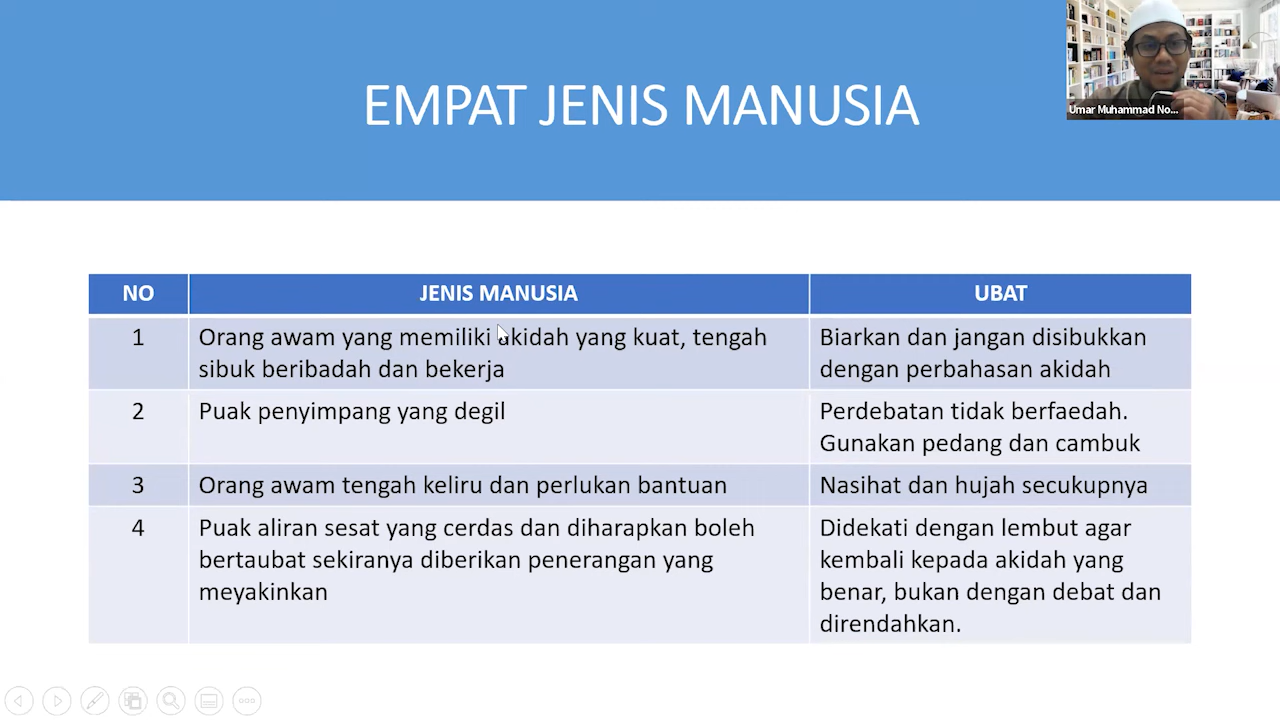 EMPAT JENIS MANUSIA
Umar Muhammad No...
NO JENIS MANUSIA UBAT
1 Orang awam yang memiliki akidah yang kuat, tengah
sibuk beribadah dan bekerja
Biarkan dan jangan disibukkan
dengan perbahasan akidah
2 Puak penyimpang yang degil
Perdebatan tidak berfaedah.
Gunakan pedang dan cambuk
3 Orang awam tengah keliru dan perlukan bantuan
Nasihat dan hujah secukupnya
4 Puak aliran sesat yang cerdas dan diharapkan boleh
bertaubat sekiranya diberikan penerangan yang
meyakinkan
Didekati dengan lembut agar
kembali kepada akidah yang
benar, bukan dengan debat dan
direndahkan.